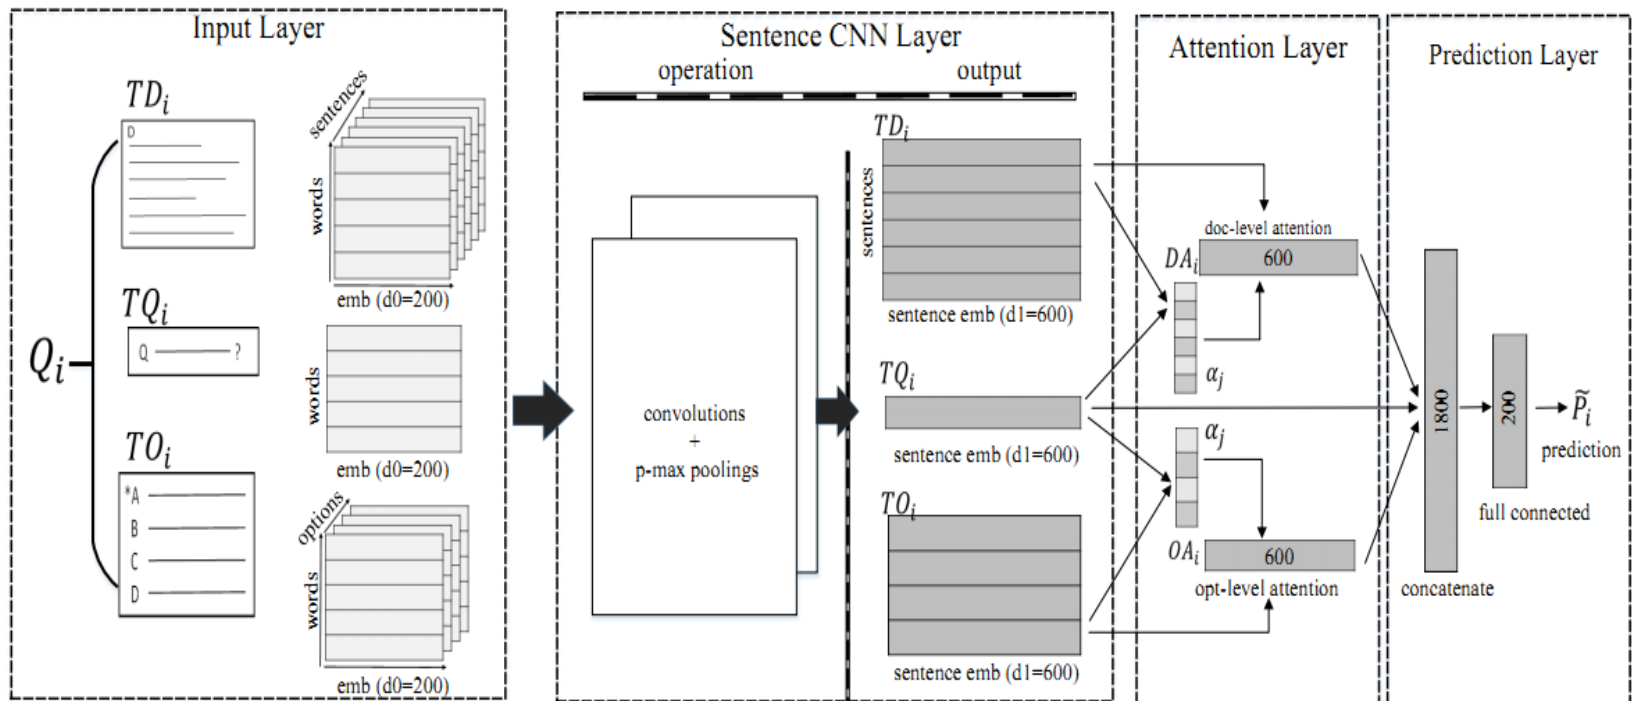 Input Layer
Q_i
TD_i
D
sentences
words
emb (d0=200)
TQ_i
Q ?
words
emb (d0=200)
TO_i
*A
B
C
D
options
words
emb (d0=200)
Sentence CNN Layer
operation
output
convolutions
+
p-max poolings
TD_i
sentences
sentence emb (d1=600)
TQ_i
sentence emb (d1=600)
TO_i
sentence emb (d1=600)
Attention Layer
doc-level attention
DA_i
600
α_j
α_j
OA_i
600
opt-level attention
Prediction Layer
1800
concatenate
200
full connected
P̃_i
prediction